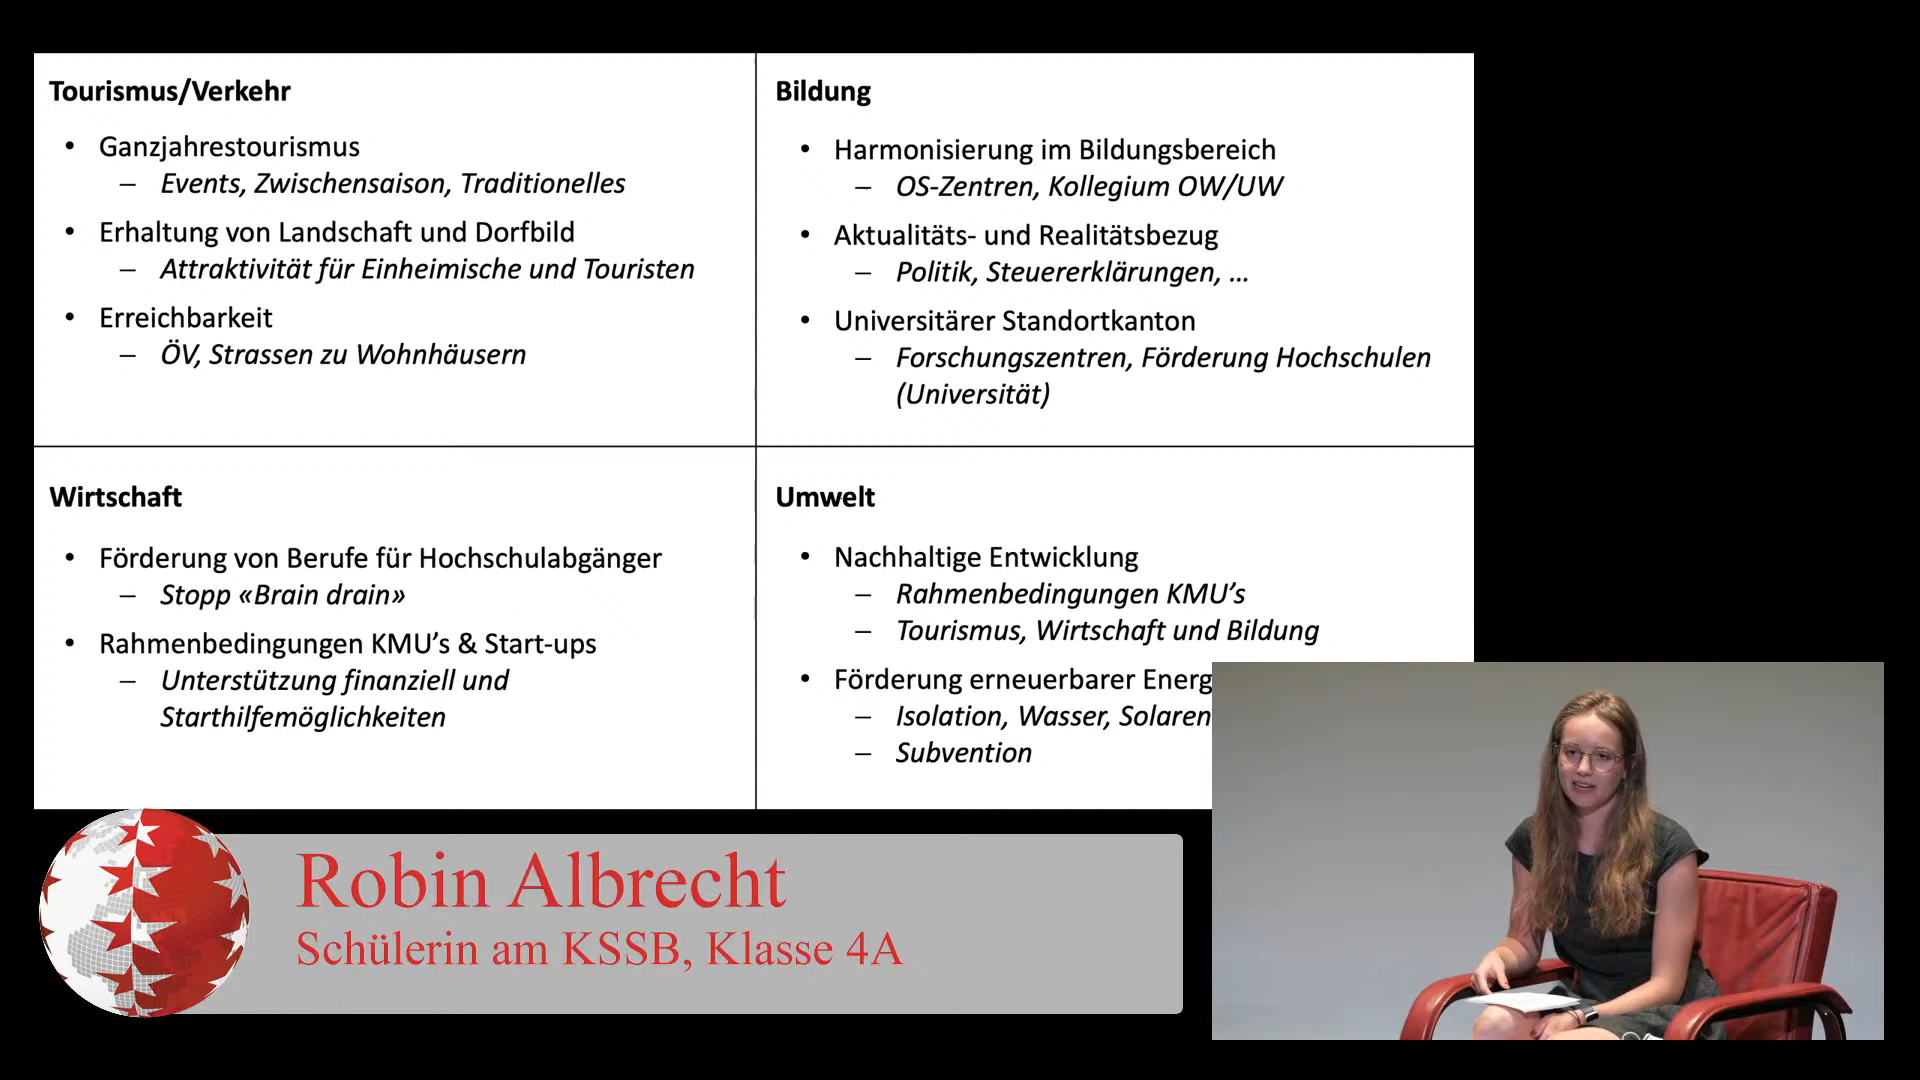 Tourismus/Verkehr
• Ganzjahrestourismus
– Events, Zwischensaison, Traditionelles
• Erhaltung von Landschaft und Dorfbild
– Attraktivität für Einheimische und Touristen
• Erreichbarkeit
– ÖV, Strassen zu Wohnhäusern
Bildung
• Harmonisierung im Bildungsbereich
– OS-Zentren, Kollegium OW/UW
• Aktualitäts- und Realitätsbezug
– Politik, Steuererklärungen, ...
• Universitärer Standortkanton
– Forschungszentren, Förderung Hochschulen
(Universität)
Wirtschaft
• Förderung von Berufe für Hochschulabgänger
– Stopp «Brain drain»
• Rahmenbedingungen KMU’s & Start-ups
– Unterstützung finanziell und
Starthilfemöglichkeiten
Umwelt
• Nachhaltige Entwicklung
– Rahmenbedingungen KMU’s
– Tourismus, Wirtschaft und Bildung
• Förderung erneuerbarer
– Isolation, Wasser,
– Subvention
Robin Albrecht
Schülerin am KSSB, Klasse 4A